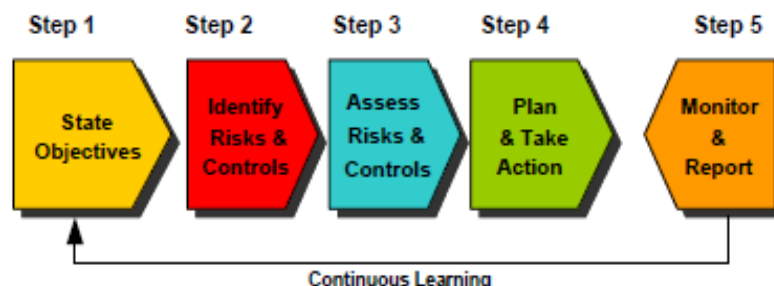 Step 1
Step 2
Step 3
Step 4
Step 5
State
Objectives
Identify
Risks &
Controls
Assess
Risks &
Controls
Plan
& Take
Action
Monitor
&
Report
Continuous Learning